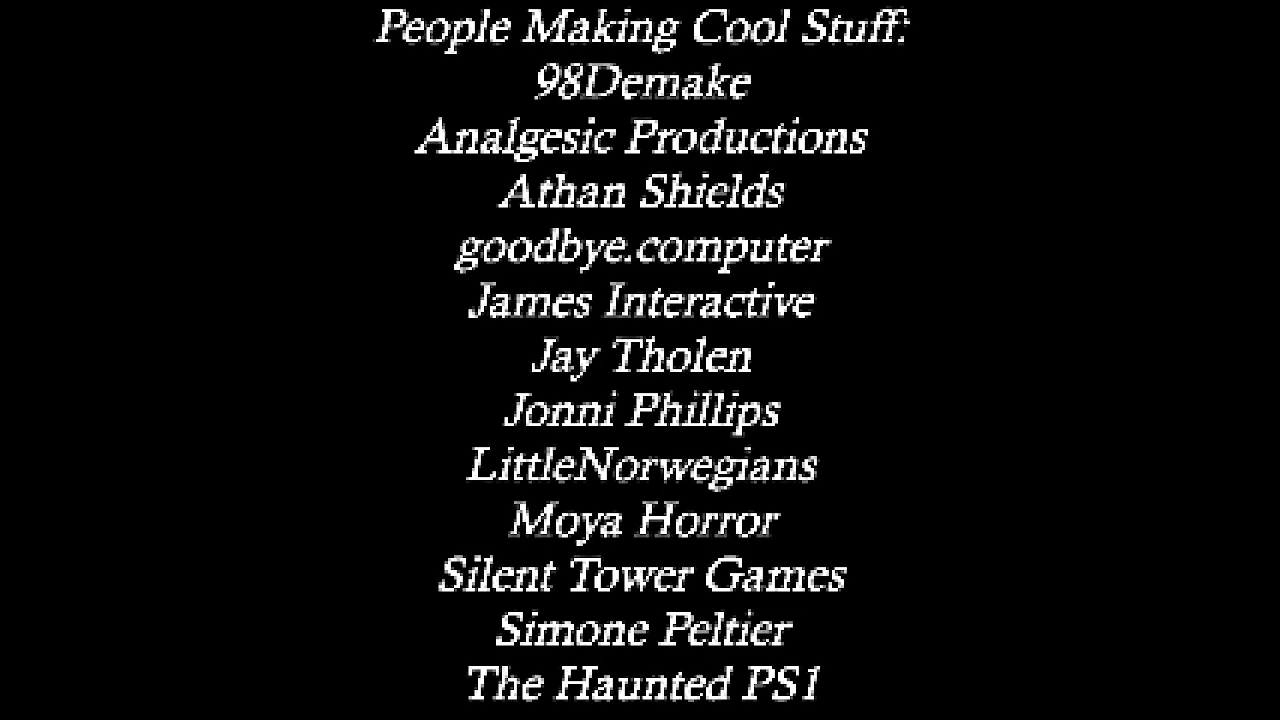 People Making Cool Stuff:
98Demake
Analgesic Productions
Athan Shields
goodbye.computer
James Interactive
Jay Tholen
Jonni Phillips
LittleNorwegians
Moya Horror
Silent Tower Games
Simone Peltier
The Haunted PS1